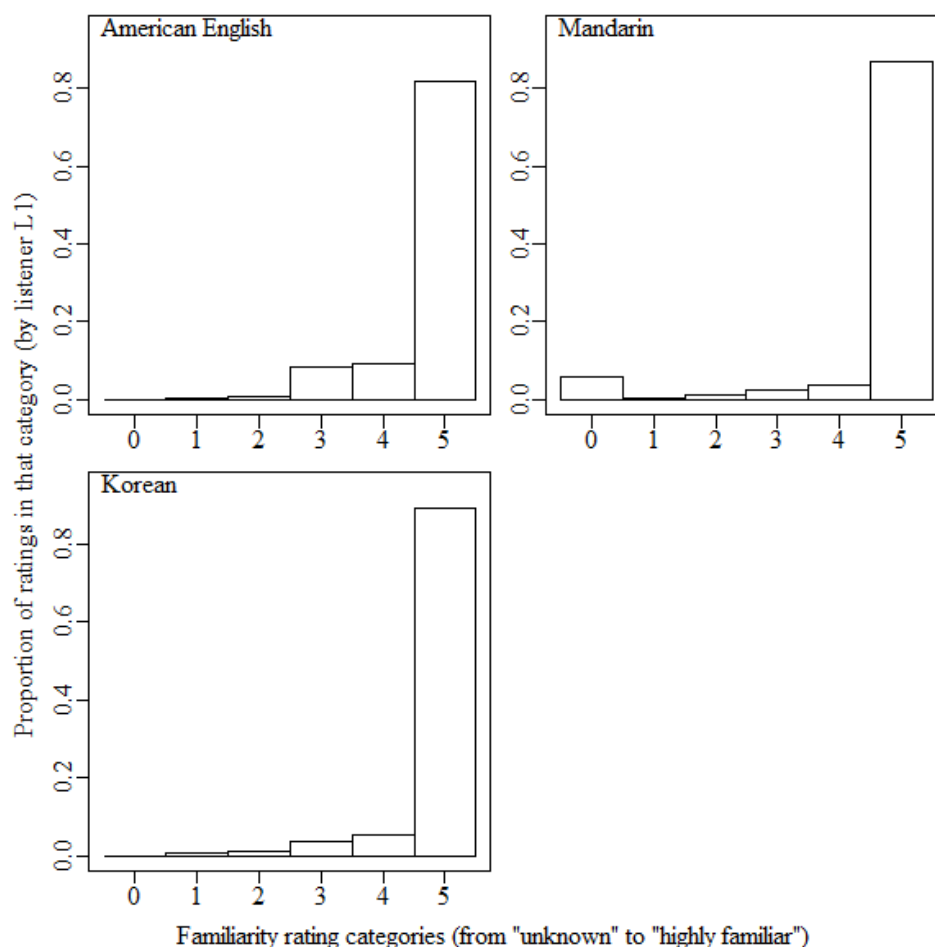 American English
Mandarin
0.8
0.6
0.4
0.2
0.0
0 1 2 3 4 5
0.8
0.6
0.4
0.2
0.0
0 1 2 3 4 5
Korean
0.8
0.6
0.4
0.2
0.0
0 1 2 3 4 5
Proportion of ratings in that category (by listener L1)
Familiarity rating categories (from "unknown" to "highly familiar")